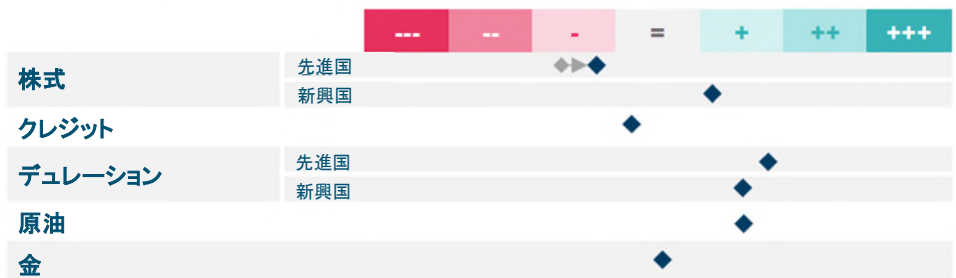 --- -- - = + ++ +++
株式 先進国
新興国
クレジット
デュレーション 先進国
新興国
原油
金